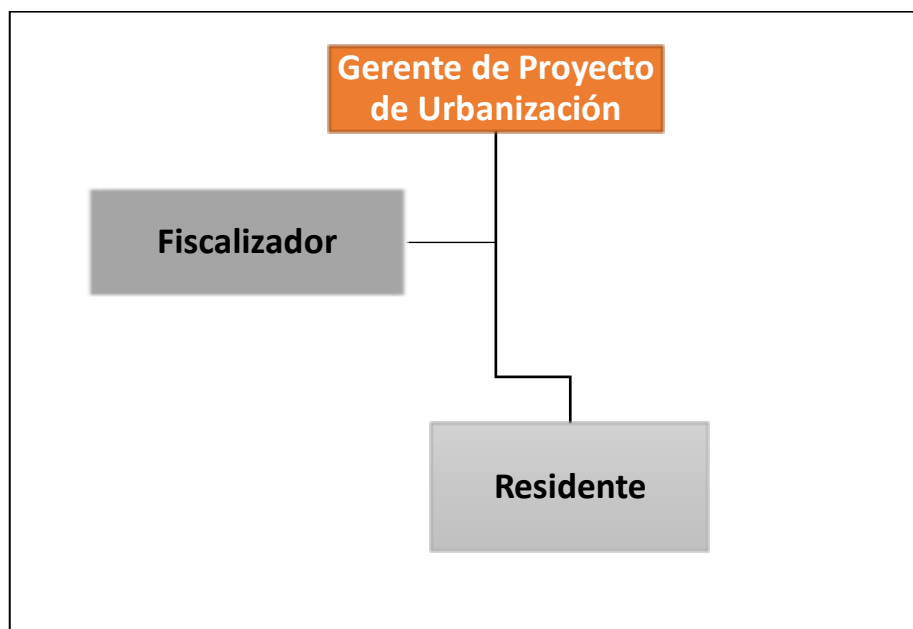 Gerente de Proyecto
de Urbanización
Fiscalizador
Residente